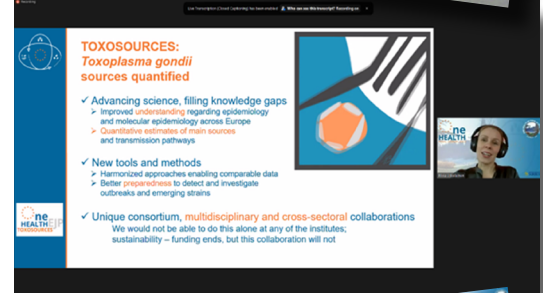 Live Transcription (Closed Captioning) has been enabled
Who can see this transcript?
Recording on
TOXOSOURCES:
Toxoplasma gondii
sources quantified
✓ Advancing science, filling knowledge gaps
➢ Improved understanding regarding epidemiology
and molecular epidemiology across Europe
➢ Quantitative estimates of main sources
and transmission pathways
✓ New tools and methods
➢ Harmonized approaches enabling comparable data
➢ Better preparedness to detect and investigate
outbreaks and emerging strains
✓ Unique consortium, multidisciplinary and cross-sectoral collaborations
We would not be able to do this alone at any of the institutes;
sustainability – funding ends, but this collaboration will not
One
HEALTH EJP
TOXOSOURCES
One
HEALTH